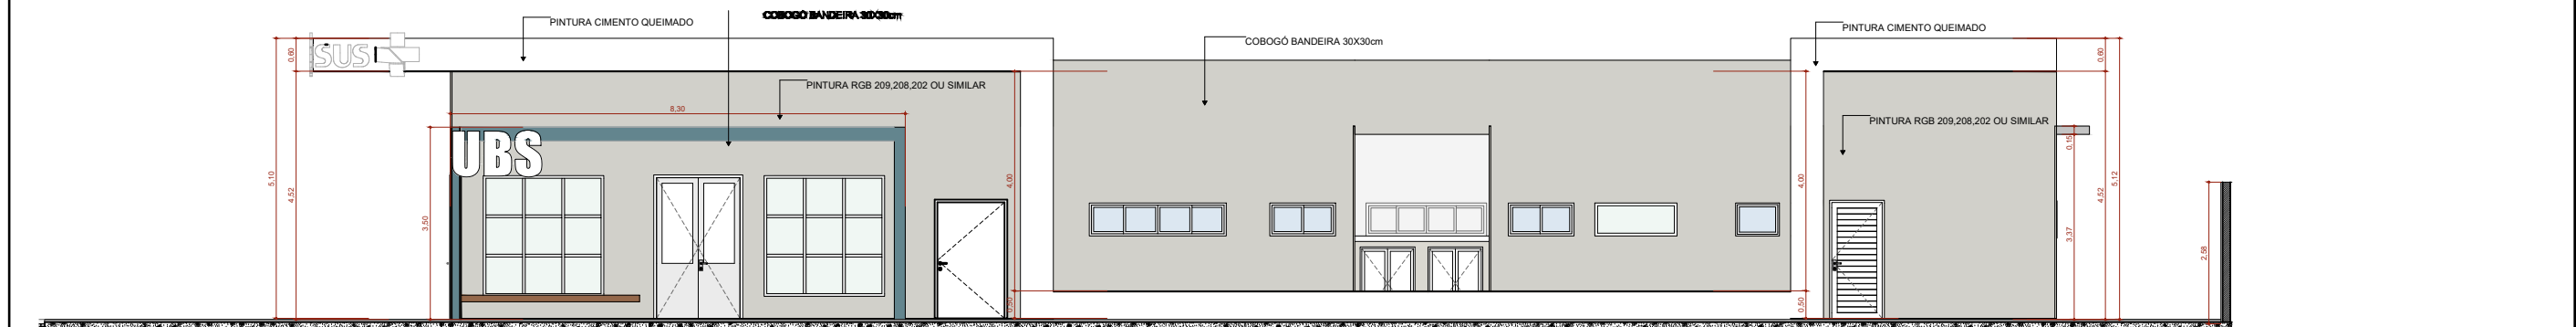 PINTURA CIMENTO QUEIMADO
COBOGÓ BANDEIRA 30X30cm
COBOGÓ BANDEIRA 30X30cm
PINTURA CIMENTO QUEIMADO
SUS
0,60
0,60
PINTURA RGB 209,208,202 OU SIMILAR
8,30
PINTURA RGB 209,208,202 OU SIMILAR
UBS
0,15
5,10
4,52
3,50
4,00
4,00
4,52
5,12
3,37
2,58
0,50
0,50